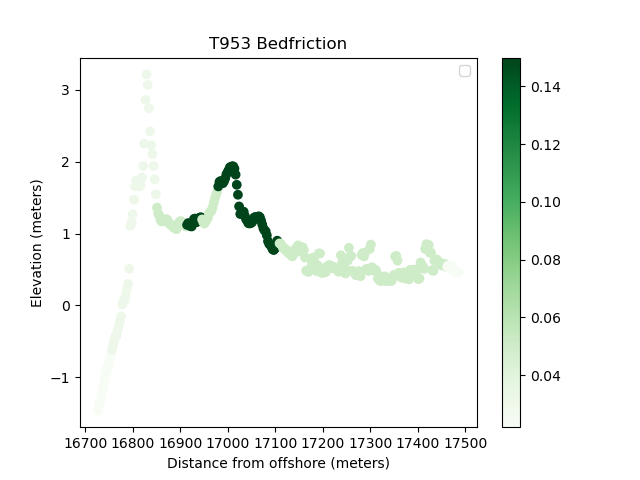 T953 Bedfriction
3
2
1
0
−1
Elevation (meters)
16700 16800 16900 17000 17100 17200 17300 17400 17500
Distance from offshore (meters)
0.14
0.12
0.10
0.08
0.06
0.04